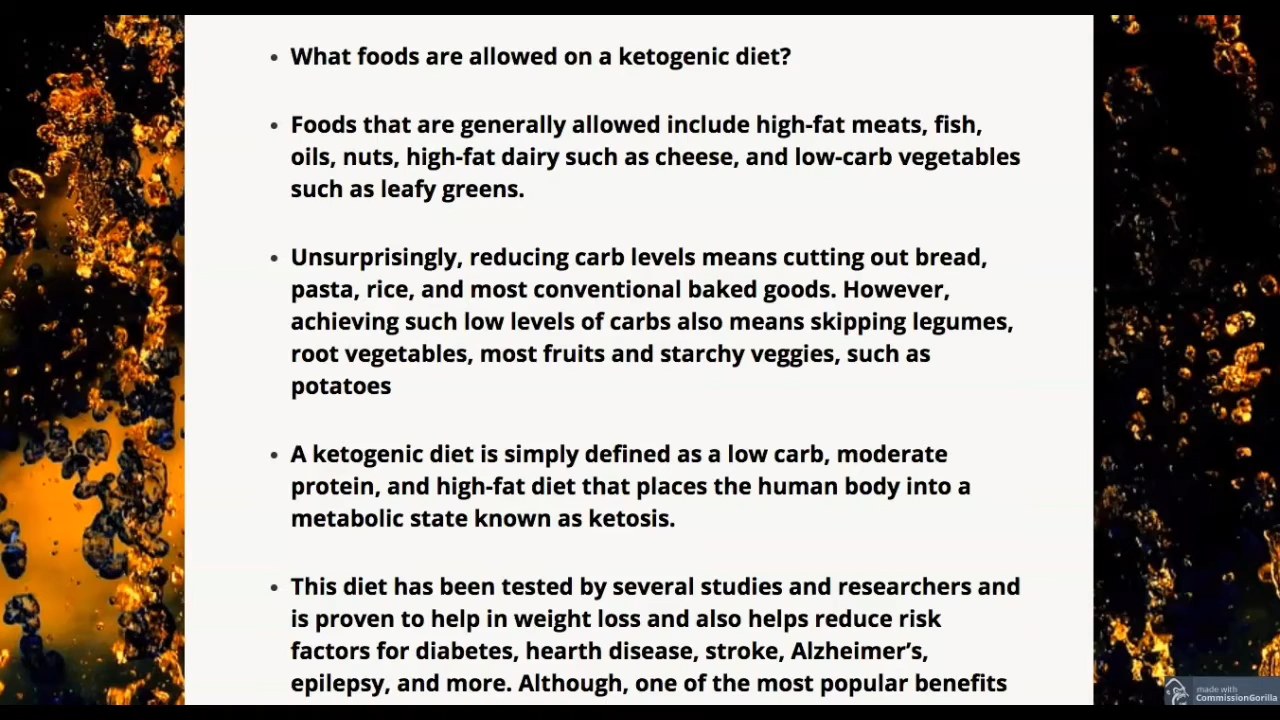 • What foods are allowed on a ketogenic diet?
• Foods that are generally allowed include high-fat meats, fish,
oils, nuts, high-fat dairy such as cheese, and low-carb vegetables
such as leafy greens.
• Unsurprisingly, reducing carb levels means cutting out bread,
pasta, rice, and most conventional baked goods. However,
achieving such low levels of carbs also means skipping legumes,
root vegetables, most fruits and starchy veggies, such as
potatoes
• A ketogenic diet is simply defined as a low carb, moderate
protein, and high-fat diet that places the human body into a
metabolic state known as ketosis.
• This diet has been tested by several studies and researchers and
is proven to help in weight loss and also helps reduce risk
factors for diabetes, hearth disease, stroke, Alzheimer’s,
epilepsy, and more. Although, one of the most popular benefits
made with
CommissionGorilla